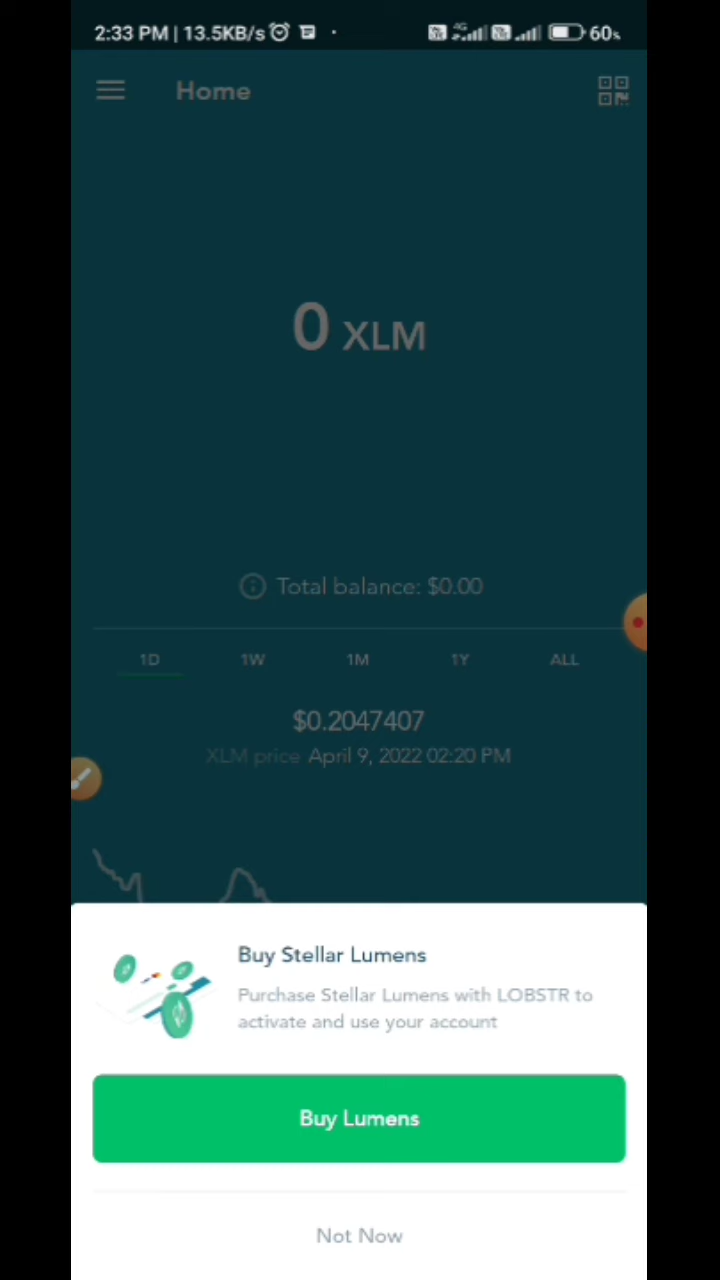 2:33 PM | 13.5KB/s
4G
60%
Home
0 XLM
Total balance: $0.00
1D 1W 1M 1Y ALL
$0.2047407
XLM price April 9, 2022 02:20 PM
Buy Stellar Lumens
Purchase Stellar Lumens with LOBSTR to
activate and use your account
Buy Lumens
Not Now